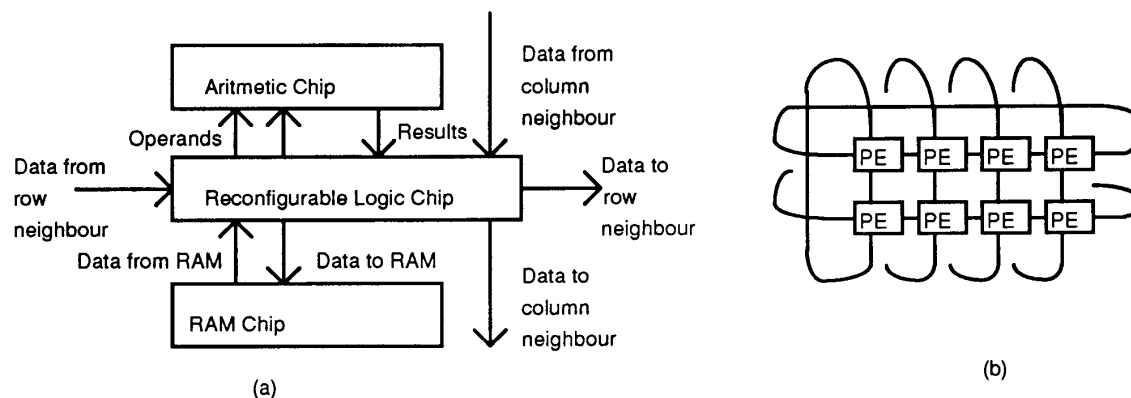 Aritmetic Chip
Data from
column
neighbour
Operands
Results
Data from
row
neighbour
Reconfigurable Logic Chip
Data to
row
neighbour
Data from RAM
Data to RAM
RAM Chip
Data to
column
neighbour
(a)
PE PE PE PE
PE PE PE PE
(b)